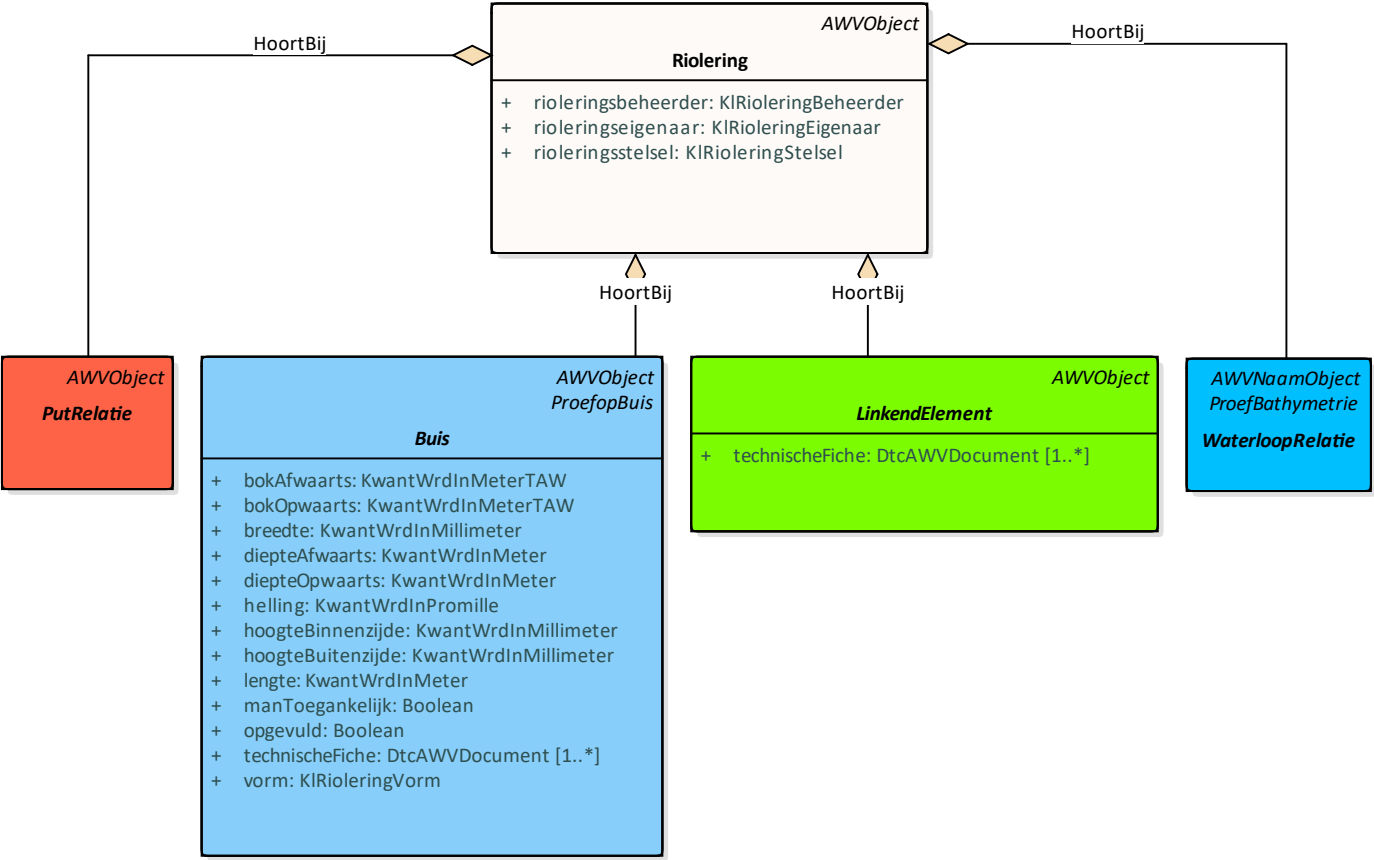 HoortBij
AWVObject
Riolering
+ rioleringsbeheerder: KlRioleringBeheerder
+ rioleringseigenaar: KlRioleringEigenaar
+ rioleringsstelsel: KlRioleringStelsel
HoortBij
HoortBij
HoortBij
AWVObject
PutRelatie
AWVObject
ProefopBuis
Buis
+ bokAfwaarts: KwantWrdInMeterTAW
+ bokOpwaarts: KwantWrdInMeterTAW
+ breedte: KwantWrdInMillimeter
+ diepteAfwaarts: KwantWrdInMeter
+ diepteOpwaarts: KwantWrdInMeter
+ helling: KwantWrdInPromille
+ hoogteBinnenzijde: KwantWrdInMillimeter
+ hoogteBuitenzijde: KwantWrdInMillimeter
+ lengte: KwantWrdInMeter
+ manToegankelijk: Boolean
+ opgevuld: Boolean
+ technischeFiche: DtcAWVDocument [1..*]
+ vorm: KlRioleringVorm
AWVObject
LinkendElement
+ technischeFiche: DtcAWVDocument [1..*]
AWVNaamObject
ProefBathymetrie
WaterloopRelatie